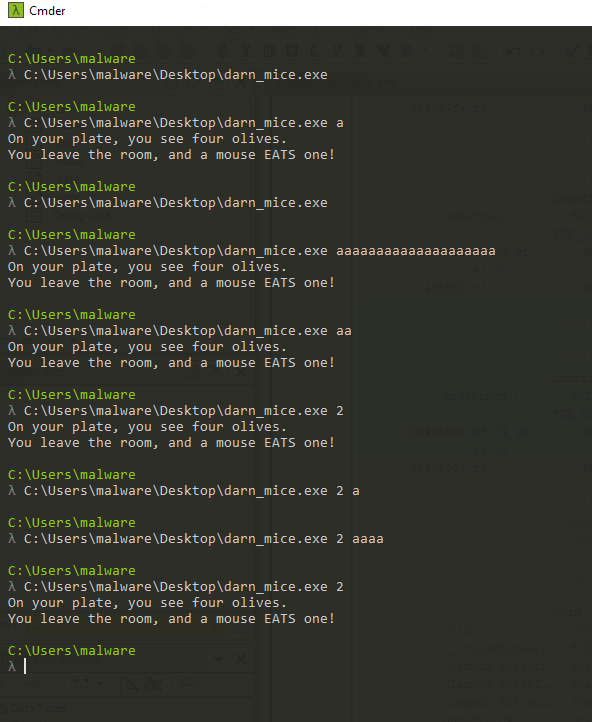 λ Cmder
C:\Users\malware
λ C:\Users\malware\Desktop\darn_mice.exe
C:\Users\malware
λ C:\Users\malware\Desktop\darn_mice.exe a
On your plate, you see four olives.
You leave the room, and a mouse EATS one!
C:\Users\malware
λ C:\Users\malware\Desktop\darn_mice.exe
C:\Users\malware
λ C:\Users\malware\Desktop\darn_mice.exe aaaaaaaaaaaaaaaaaaaa
On your plate, you see four olives.
You leave the room, and a mouse EATS one!
C:\Users\malware
λ C:\Users\malware\Desktop\darn_mice.exe aa
On your plate, you see four olives.
You leave the room, and a mouse EATS one!
C:\Users\malware
λ C:\Users\malware\Desktop\darn_mice.exe 2
On your plate, you see four olives.
You leave the room, and a mouse EATS one!
C:\Users\malware
λ C:\Users\malware\Desktop\darn_mice.exe 2 a
C:\Users\malware
λ C:\Users\malware\Desktop\darn_mice.exe 2 aaaa
C:\Users\malware
λ C:\Users\malware\Desktop\darn_mice.exe 2
On your plate, you see four olives.
You leave the room, and a mouse EATS one!
C:\Users\malware
λ
Data Types